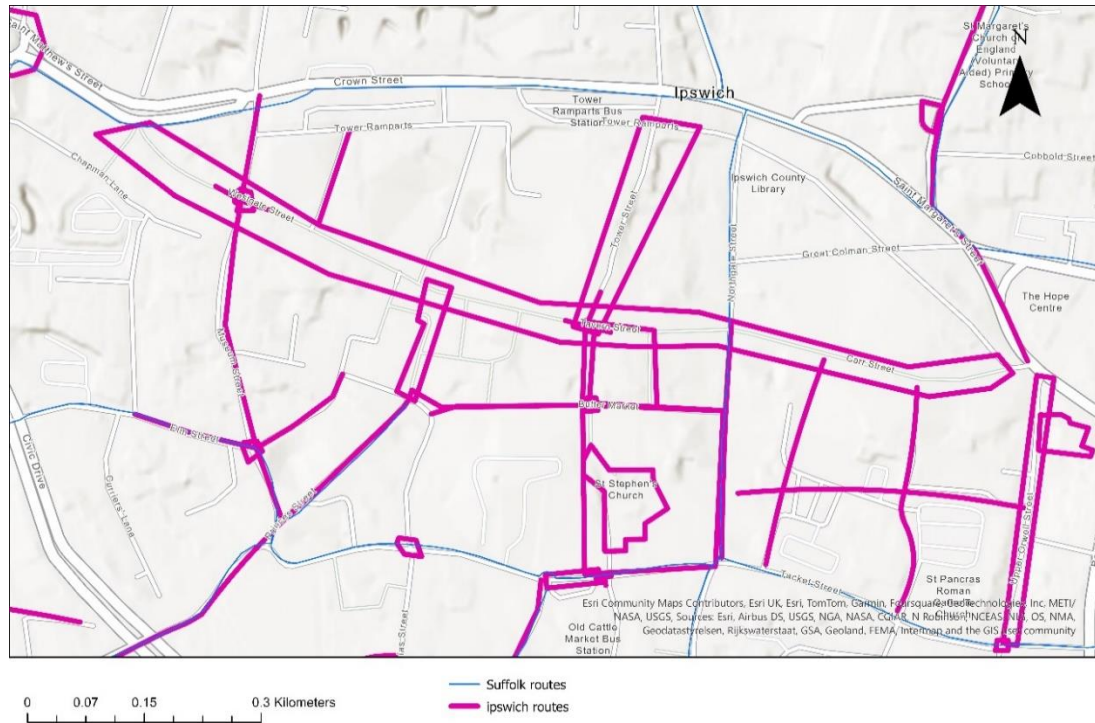 Saint Matthew's Street
Crown Street
Ipswich
St Margaret's
Church of
England
(Voluntary
Aided) Primary
School
N
Tower
Ramparts Bus
Station
Tower Ramparts
Tower Ramparts
Chapman Lane
Cobbold Street
Ipswich County
Library
Westgate Street
Tower Street
Northgate Street
Saint Margaret's Street
Great Colman Street
The Hope
Centre
Tavern Street
Museum Street
Carr Street
Butter Market
Elm Street
Civic Drive
Curriers' Lane
St Stephen's
Church
Upper Orwell Street
Tacket Street
St Pancras
Roman
Church
Old Cattle
Market Bus
Station
Esri Community Maps Contributors, Esri UK, Esri, TomTom, Garmin, Foursquare, GeoTechnologies, Inc, METI/
NASA, USGS, Sources: Esri, Airbus DS, USGS, NGA, NASA, CGIAR, N Robinson, NCEAS, NLS, OS, NMA,
Geodatastyrelsen, Rijkswaterstaat, GSA, Geoland, FEMA, Intermap and the GIS user community
0 0.07 0.15 0.3 Kilometers
Suffolk routes
ipswich routes